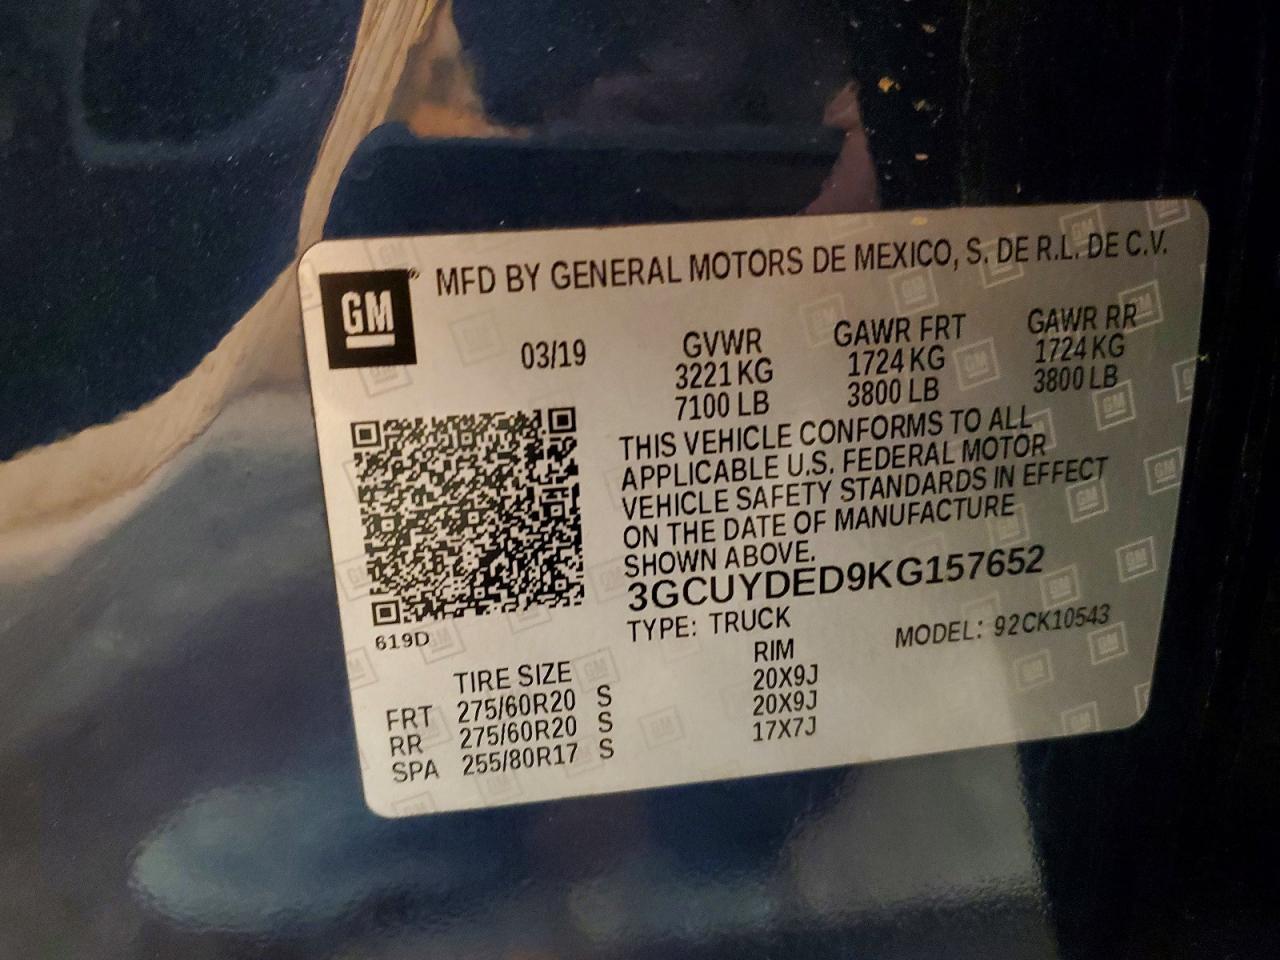 GM® MFD BY GENERAL MOTORS DE MEXICO, S. DE R.L. DE C.V.
03/19 GVWR GAWR FRT GAWR RR
3221 KG 1724 KG 1724 KG
7100 LB 3800 LB 3800 LB
THIS VEHICLE CONFORMS TO ALL
APPLICABLE U.S. FEDERAL MOTOR
VEHICLE SAFETY STANDARDS IN EFFECT
ON THE DATE OF MANUFACTURE
SHOWN ABOVE.
3GCUYDED9KG157652
619D
TYPE: TRUCK MODEL: 92CK10543
TIRE SIZE RIM
FRT 275/60R20 S 20X9J
RR 275/60R20 S 20X9J
SPA 255/80R17 S 17X7J